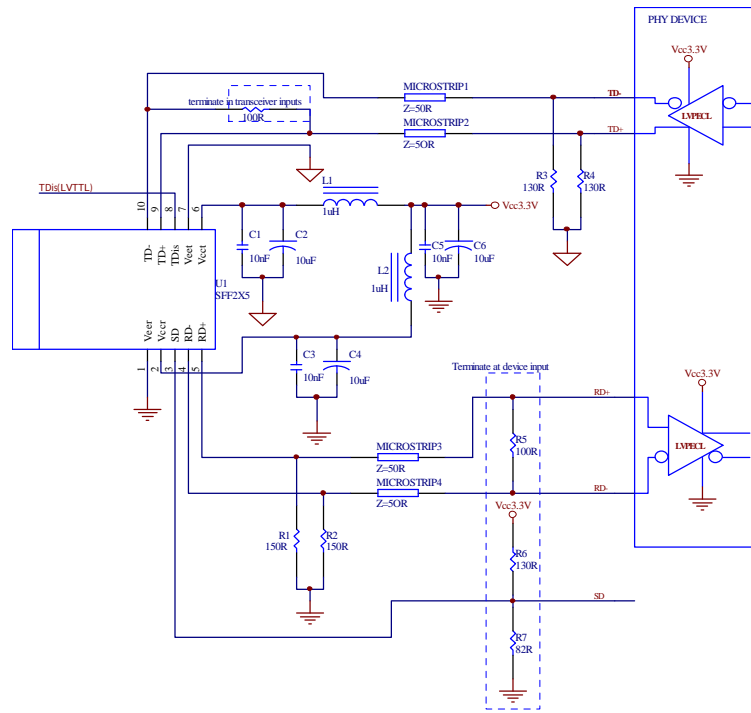 PHY DEVICE
Vcc3.3V
MICROSTRIP1
TD-
terminate in transceiver inputs
100R
Z=50R
LVPECL
MICROSTRIP2
TD+
Z=5OR
R3
130R
R4
130R
L1
TDis(LVTTL)
10
9
8
7
6
1uH
Vcc3.3V
TD-
TD+
TDis
Veet
Vcct
C1
10nF
C2
10uF
C5
10nF
C6
10uF
L2
1uH
U1
SFF2X5
Veer
Vccr
SD
RD-
RD+
1
2
3
4
5
C3
10nF
C4
10uF
Terminate at device input
Vcc3.3V
RD+
MICROSTRIP3
R5
100R
LVPECL
Z=50R
MICROSTRIP4
RD-
Z=5OR
Vcc3.3V
R1
150R
R2
150R
R6
130R
SD
R7
82R